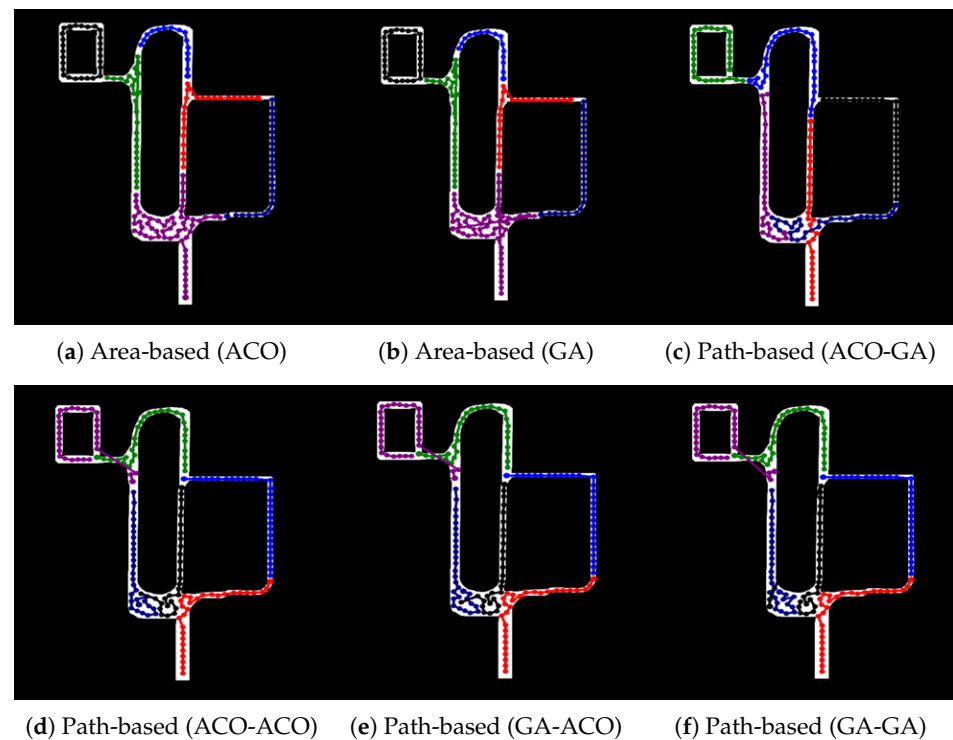 (a) Area-based (ACO) (b) Area-based (GA) (c) Path-based (ACO-GA)
(d) Path-based (ACO-ACO) (e) Path-based (GA-ACO) (f) Path-based (GA-GA)